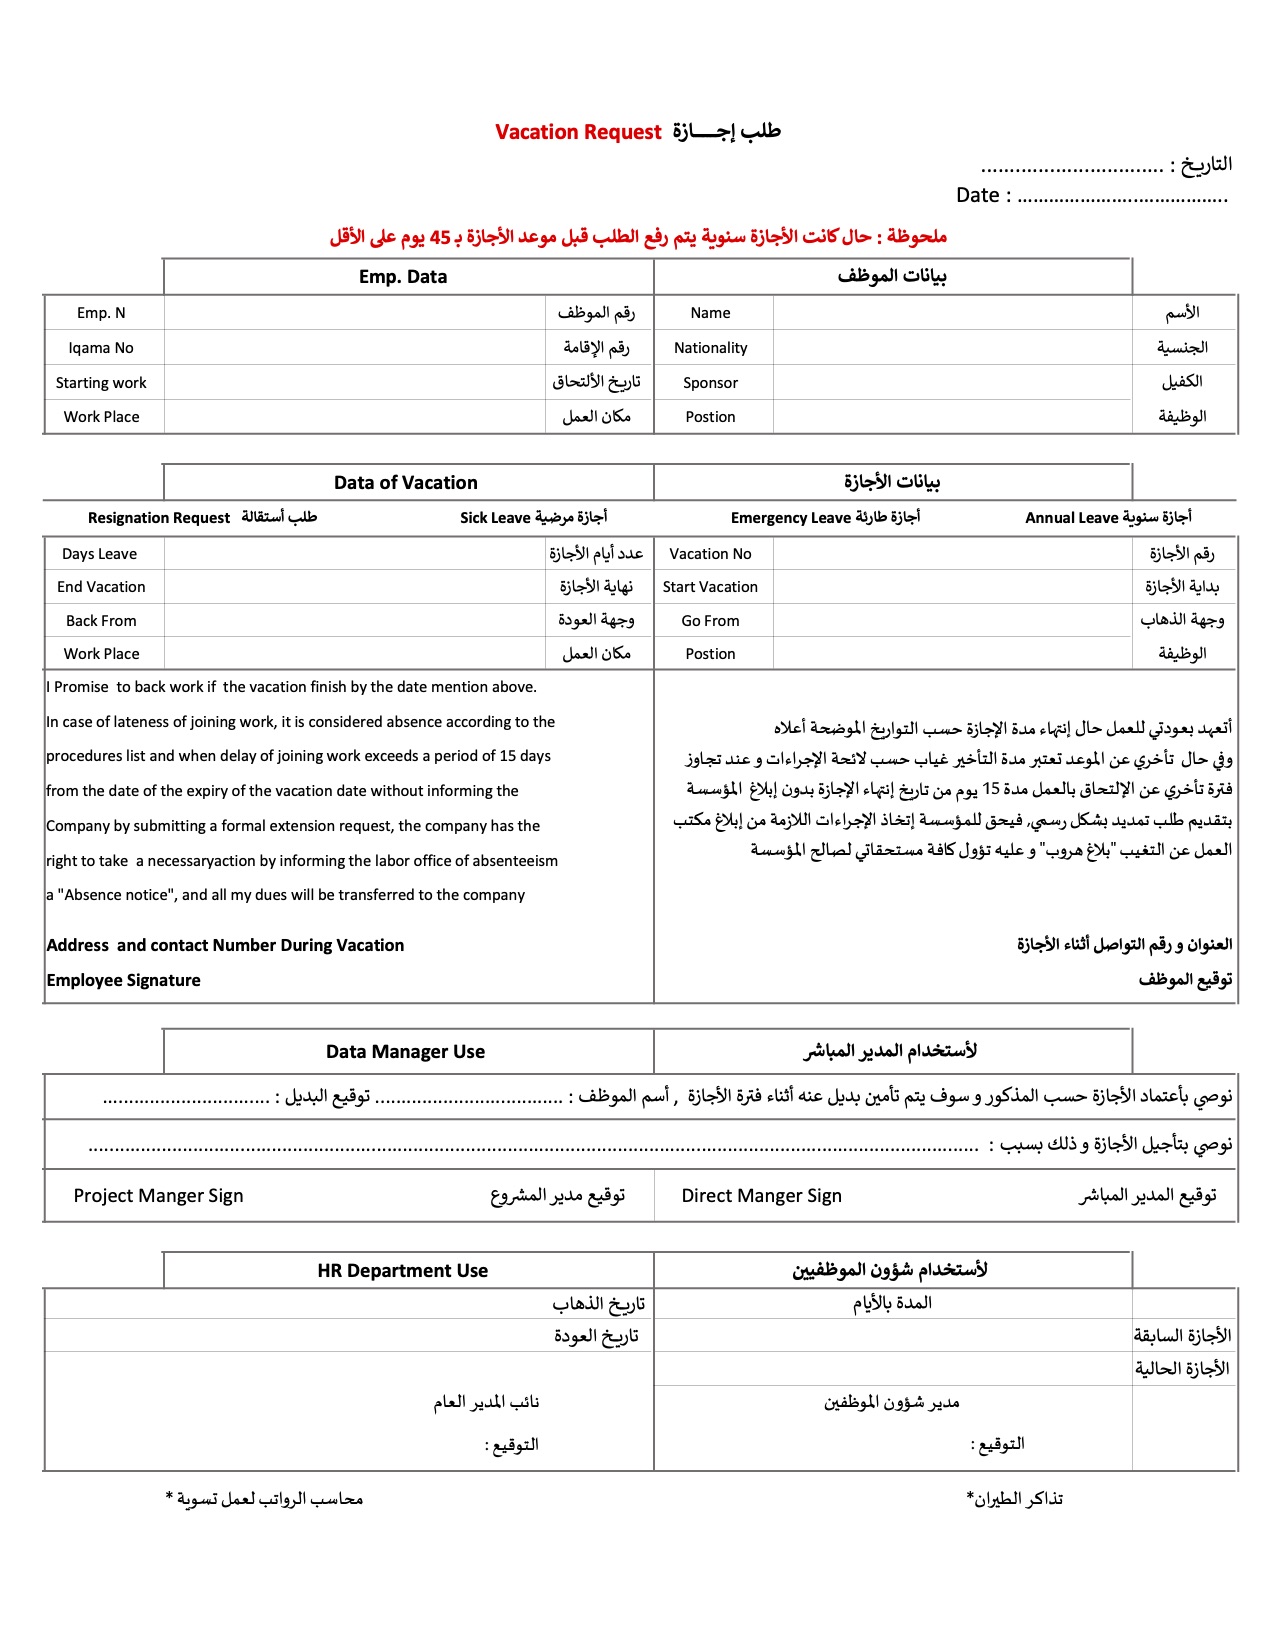 Vacation Request طلب إجــــازة
التاريخ : ................................
Date : .......................................
ملحوظة : حال كانت الأجازة سنوية يتم رفع الطلب قبل موعد الأجازة بـ 45 يوم على الأقل
Emp. Data بيانات الموظف
Emp. N رقم الموظف Name الأسم
Iqama No رقم الإقامة Nationality الجنسية
Starting work تاريخ الألتحاق Sponsor الكفيل
Work Place مكان العمل Postion الوظيفة
Data of Vacation بيانات الأجازة
Resignation Request طلب أستقالة Sick Leave أجازة مرضية Emergency Leave أجازة طارئة Annual Leave أجازة سنوية
Days Leave عدد أيام الأجازة Vacation No رقم الأجازة
End Vacation نهاية الأجازة Start Vacation بداية الأجازة
Back From وجهة العودة Go From وجهة الذهاب
Work Place مكان العمل Postion الوظيفة
I Promise to back work if the vacation finish by the date mention above.
In case of lateness of joining work, it is considered absence according to the
procedures list and when delay of joining work exceeds a period of 15 days
from the date of the expiry of the vacation date without informing the
Company by submitting a formal extension request, the company has the
right to take a necessaryaction by informing the labor office of absenteeism
a "Absence notice", and all my dues will be transferred to the company
أتعهد بعودتي للعمل حال إنتهاء مدة الإجازة حسب التواريخ الموضحة أعلاه
وفي حال تأخري عن الموعد تعتبر مدة التأخير غياب حسب لائحة الإجراءات و عند تجاوز
فترة تأخري عن الإلتحاق بالعمل مدة 15 يوم من تاريخ إنتهاء الإجازة بدون إبلاغ المؤسسة
بتقديم طلب تمديد بشكل رسمي, فيحق للمؤسسة إتخاذ الإجراءات اللازمة من إبلاغ مكتب
العمل عن التغيب "بلاغ هروب" و عليه تؤول كافة مستحقاتي لصالح المؤسسة
Address and contact Number During Vacation العنوان و رقم التواصل أثناء الأجازة
Employee Signature توقيع الموظف
Data Manager Use لأستخدام المدير المباشر
نوصي بأعتماد الأجازة حسب المذكور و سوف يتم تأمين بديل عنه أثناء فترة الأجازة , أسم الموظف : .................................... توقيع البديل : ................................
نوصي بتأجيل الأجازة و ذلك بسبب : ..........................................................................................................................................................................
Project Manger Sign توقيع مدير المشروع Direct Manger Sign توقيع المدير المباشر
HR Department Use لأستخدام شؤون الموظفيين
تاريخ الذهاب المدة بالأيام
تاريخ العودة الأجازة السابقة
الأجازة الحالية
نائب المدير العام مدير شؤون الموظفين
التوقيع : التوقيع :
محاسب الرواتب لعمل تسوية * تذاكر الطيران*